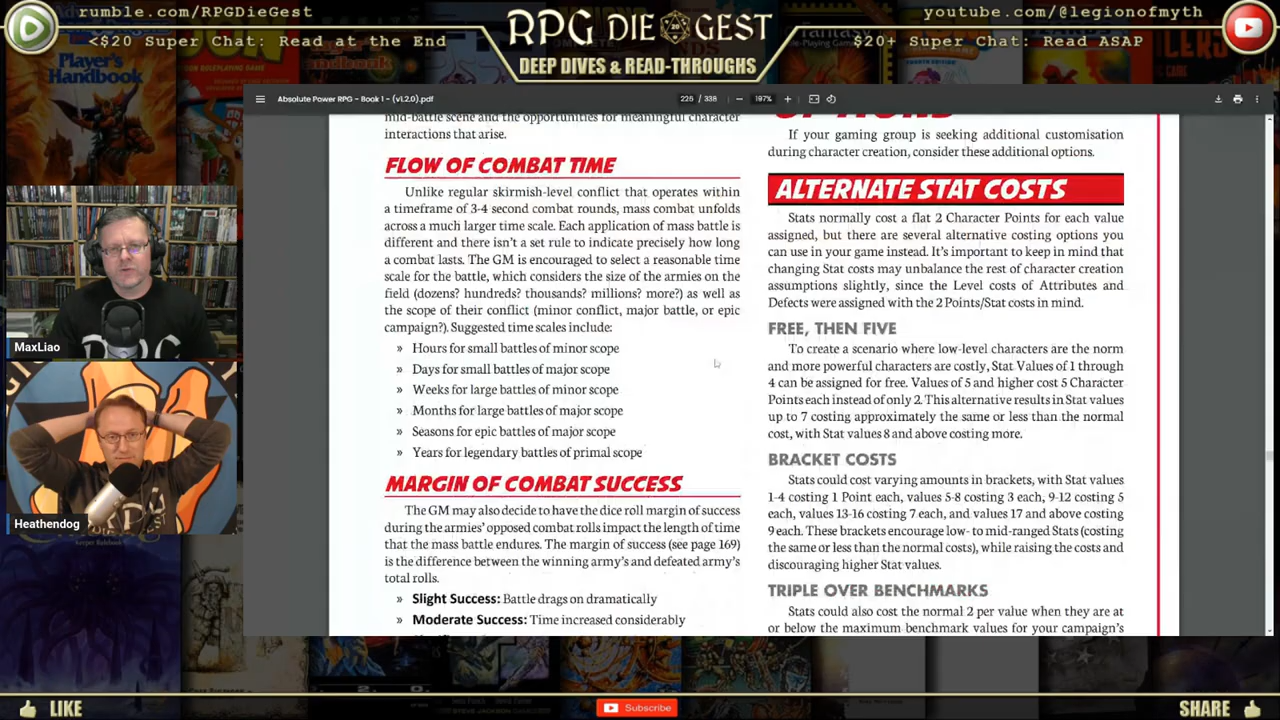 rumble.com/RPGDieGest
<$20 Super Chat: Read at the End
RPG DIE GEST
DEEP DIVES & READ-THROUGHS
youtube.com/@legionofmyth
$20+ Super Chat: Read ASAP
Player's
Handbook
Absolute Power RPG - Book 1 - (v1.2.0).pdf
226 / 338
197%
mid-battle scene and the opportunities for meaningful character
interactions that arise.
FLOW OF COMBAT TIME
Unlike regular skirmish-level conflict that operates within
a timeframe of 3-4 second combat rounds, mass combat unfolds
across a much larger time scale. Each application of mass battle is
different and there isn't a set rule to indicate precisely how long
a combat lasts. The GM is encouraged to select a reasonable time
scale for the battle, which considers the size of the armies on the
field (dozens? hundreds? thousands? millions? more?) as well as
the scope of their conflict (minor conflict, major battle, or epic
campaign?). Suggested time scales include:
» Hours for small battles of minor scope
» Days for small battles of major scope
» Weeks for large battles of minor scope
» Months for large battles of major scope
» Seasons for epic battles of major scope
» Years for legendary battles of primal scope
MARGIN OF COMBAT SUCCESS
The GM may also decide to have the dice roll margin of success
during the armies' opposed combat rolls impact the length of time
that the mass battle endures. The margin of success (see page 169)
is the difference between the winning army's and defeated army's
total rolls.
» Slight Success: Battle drags on dramatically
» Moderate Success: Time increased considerably
If your gaming group is seeking additional customisation
during character creation, consider these additional options.
ALTERNATE STAT COSTS
Stats normally cost a flat 2 Character Points for each value
assigned, but there are several alternative costing options you
can use in your game instead. It's important to keep in mind that
changing Stat costs may unbalance the rest of character creation
assumptions slightly, since the Level costs of Attributes and
Defects were assigned with the 2 Points/Stat costs in mind.
FREE, THEN FIVE
To create a scenario where low-level characters are the norm
and more powerful characters are costly, Stat Values of 1 through
4 can be assigned for free. Values of 5 and higher cost 5 Character
Points each instead of only 2. This alternative results in Stat values
up to 7 costing approximately the same or less than the normal
cost, with Stat values 8 and above costing more.
BRACKET COSTS
Stats could cost varying amounts in brackets, with Stat values
1-4 costing 1 Point each, values 5-8 costing 3 each, 9-12 costing 5
each, values 13-16 costing 7 each, and values 17 and above costing
9 each. These brackets encourage low- to mid-ranged Stats (costing
the same or less than the normal costs), while raising the costs and
discouraging higher Stat values.
TRIPLE OVER BENCHMARKS
Stats could also cost the normal 2 per value when they are at
or below the maximum benchmark values for your campaign's
MaxLiao
Heathendog
LIKE
Subscribe
SHARE